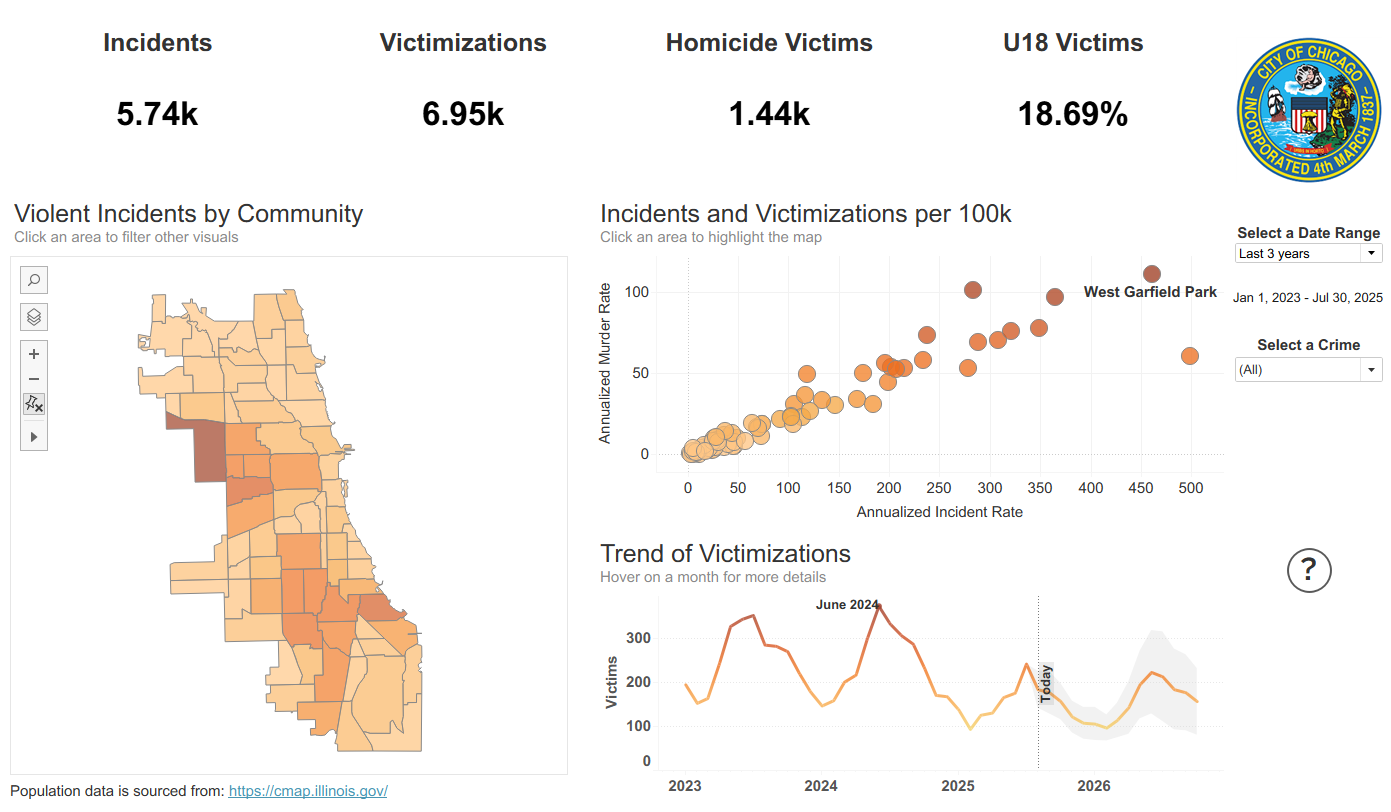 Incidents
Victimizations
Homicide Victims
U18 Victims
5.74k
6.95k
1.44k
18.69%
CITY OF CHICAGO
INCORPORATED 4th MARCH 1837
Violent Incidents by Community
Click an area to filter other visuals
Incidents and Victimizations per 100k
Click an area to highlight the map
Annualized Murder Rate
100
50
0
West Garfield Park
0
50
100
150
200
250
300
350
400
450
500
Annualized Incident Rate
Select a Date Range
Last 3 years
Jan 1, 2023 - Jul 30, 2025
Select a Crime
(All)
Trend of Victimizations
Hover on a month for more details
?
June 2024
Victims
300
200
100
0
Today
2023
2024
2025
2026
Population data is sourced from: https://cmap.illinois.gov/